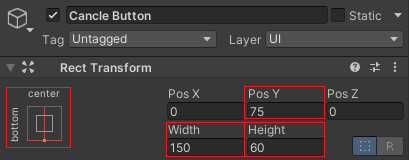 Cancle Button Static
Tag Untagged Layer UI
Rect Transform
center Pos X Pos Y Pos Z
bottom 0 75 0
Width Height
150 60 R